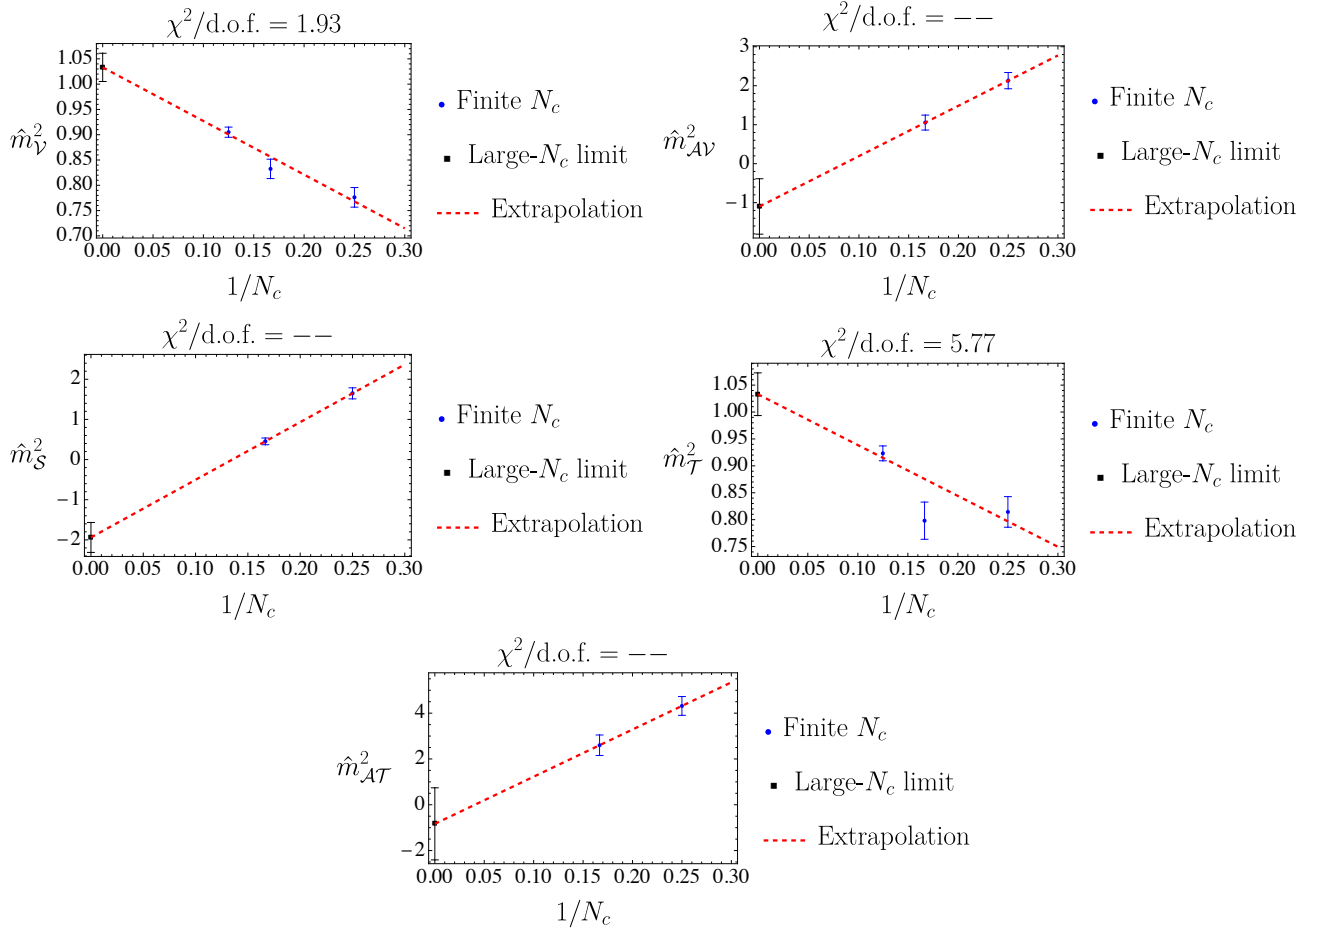 χ²/d.o.f. = 1.93
m̂²_𝒱
1.05
1.00
0.95
0.90
0.85
0.80
0.75
0.70
0.00 0.05 0.10 0.15 0.20 0.25 0.30
1/N_c
Finite N_c
Large-N_c limit
Extrapolation
χ²/d.o.f. = −−
m̂²_𝒜𝒱
3
2
1
0
−1
0.00 0.05 0.10 0.15 0.20 0.25 0.30
1/N_c
Finite N_c
Large-N_c limit
Extrapolation
χ²/d.o.f. = −−
m̂²_𝒮
2
1
0
−1
−2
0.00 0.05 0.10 0.15 0.20 0.25 0.30
1/N_c
Finite N_c
Large-N_c limit
Extrapolation
χ²/d.o.f. = 5.77
m̂²_𝒯
1.05
1.00
0.95
0.90
0.85
0.80
0.75
0.00 0.05 0.10 0.15 0.20 0.25 0.30
1/N_c
Finite N_c
Large-N_c limit
Extrapolation
χ²/d.o.f. = −−
m̂²_𝒜𝒯
4
2
0
−2
0.00 0.05 0.10 0.15 0.20 0.25 0.30
1/N_c
Finite N_c
Large-N_c limit
Extrapolation